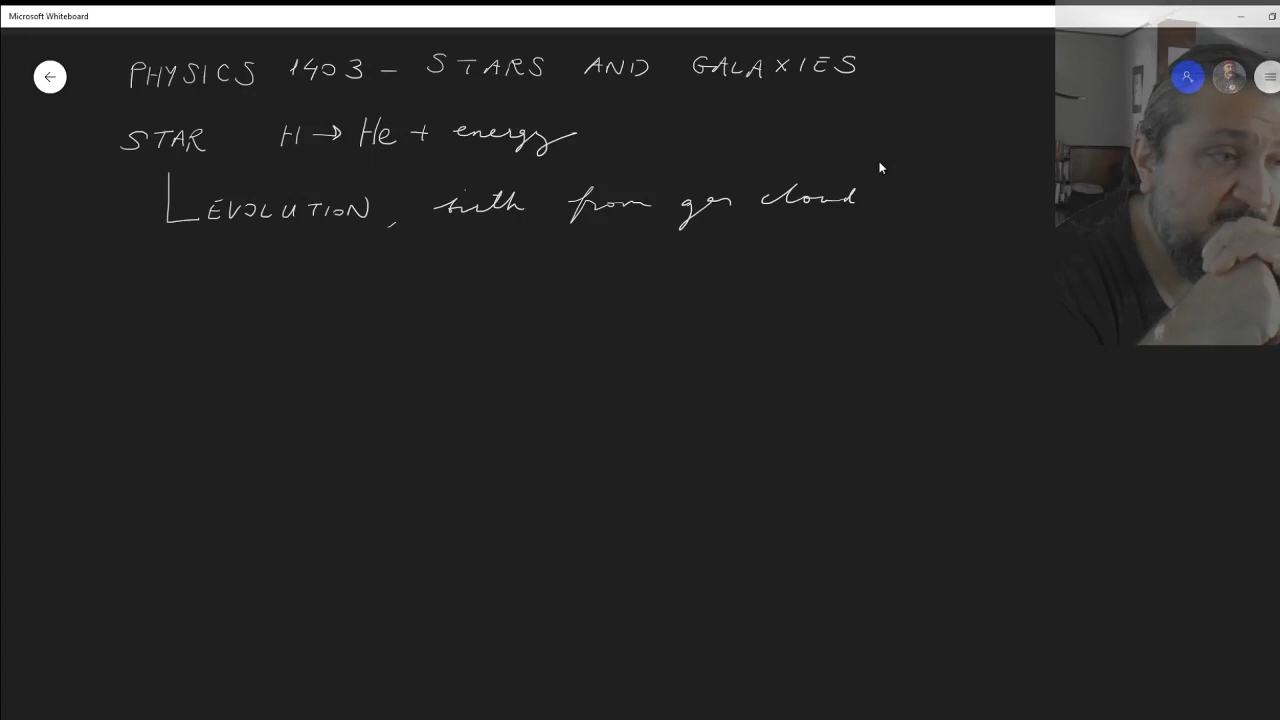 Microsoft Whiteboard
PHYSICS 1403 - STARS AND GALAXIES
STAR H → He + energy
EVOLUTION, birth from gas cloud